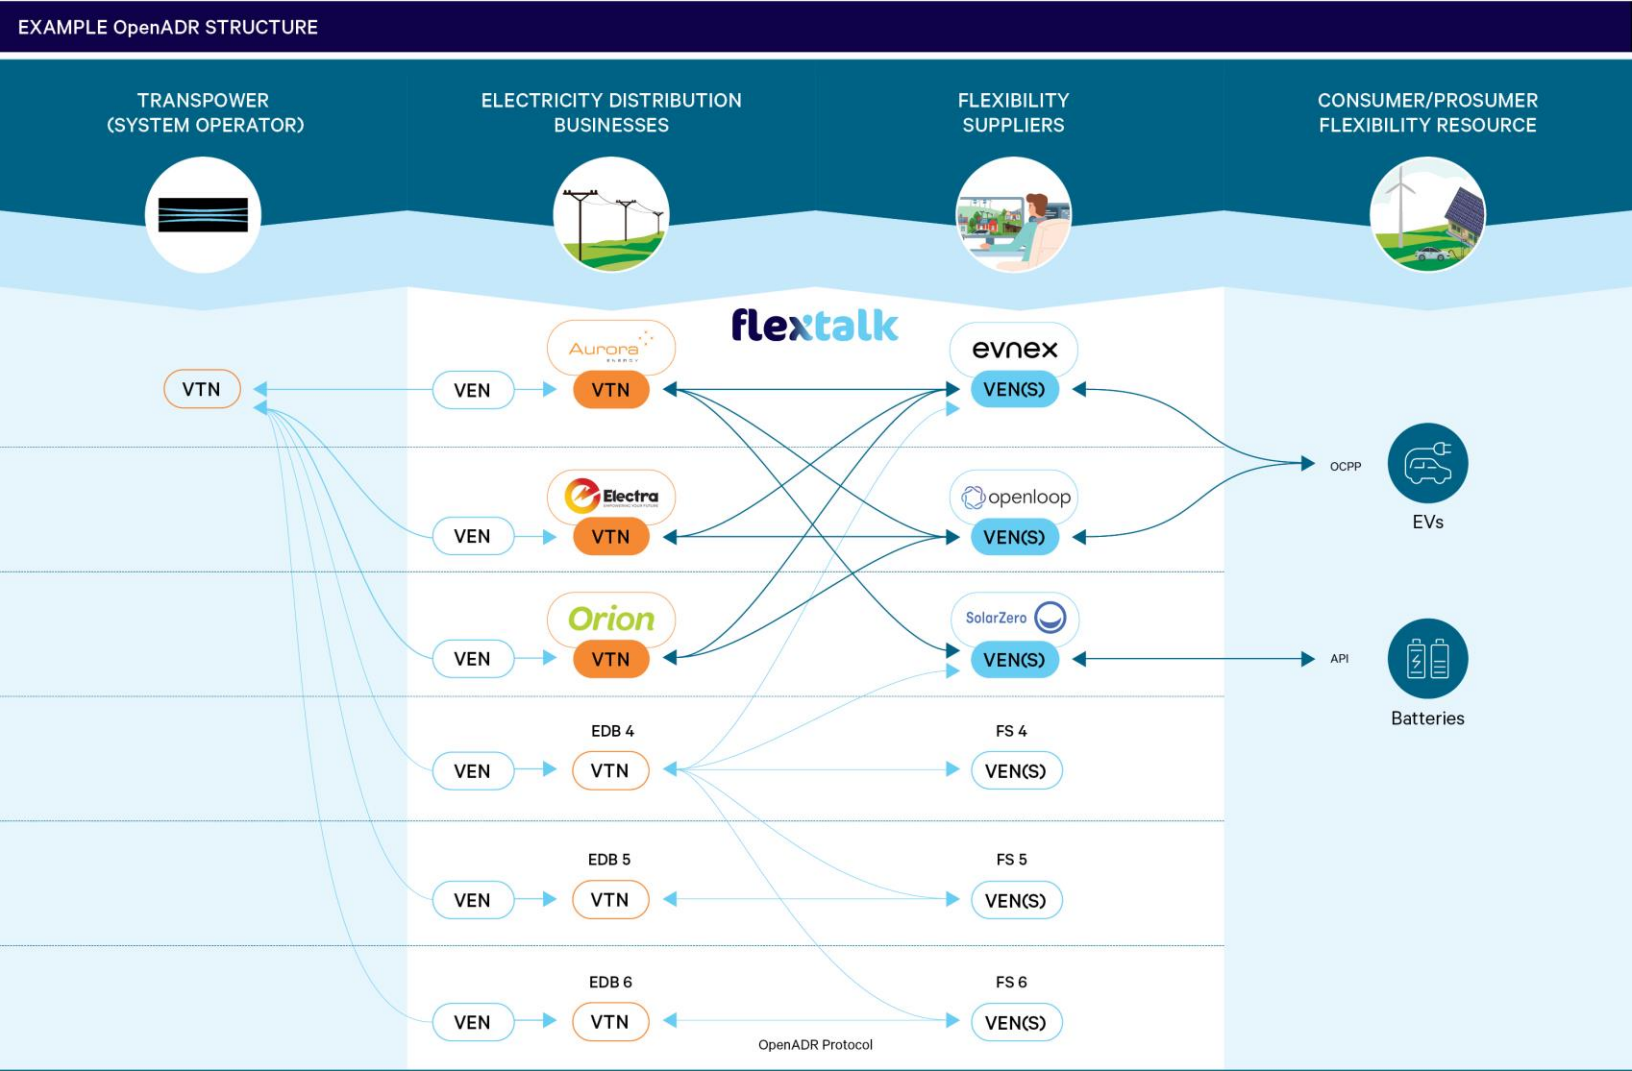 EXAMPLE OpenADR STRUCTURE
TRANSPOWER
(SYSTEM OPERATOR)
ELECTRICITY DISTRIBUTION
BUSINESSES
FLEXIBILITY
SUPPLIERS
CONSUMER/PROSUMER
FLEXIBILITY RESOURCE
flextalk
Aurora
ENERGY
evnex
VTN
VEN
VTN
VEN(S)
OCPP
EVs
Electra
openloop
VEN
VTN
VEN(S)
Orion
SolarZero
VEN
VTN
VEN(S)
API
Batteries
EDB 4
FS 4
VEN
VTN
VEN(S)
EDB 5
FS 5
VEN
VTN
VEN(S)
EDB 6
FS 6
VEN
VTN
VEN(S)
OpenADR Protocol